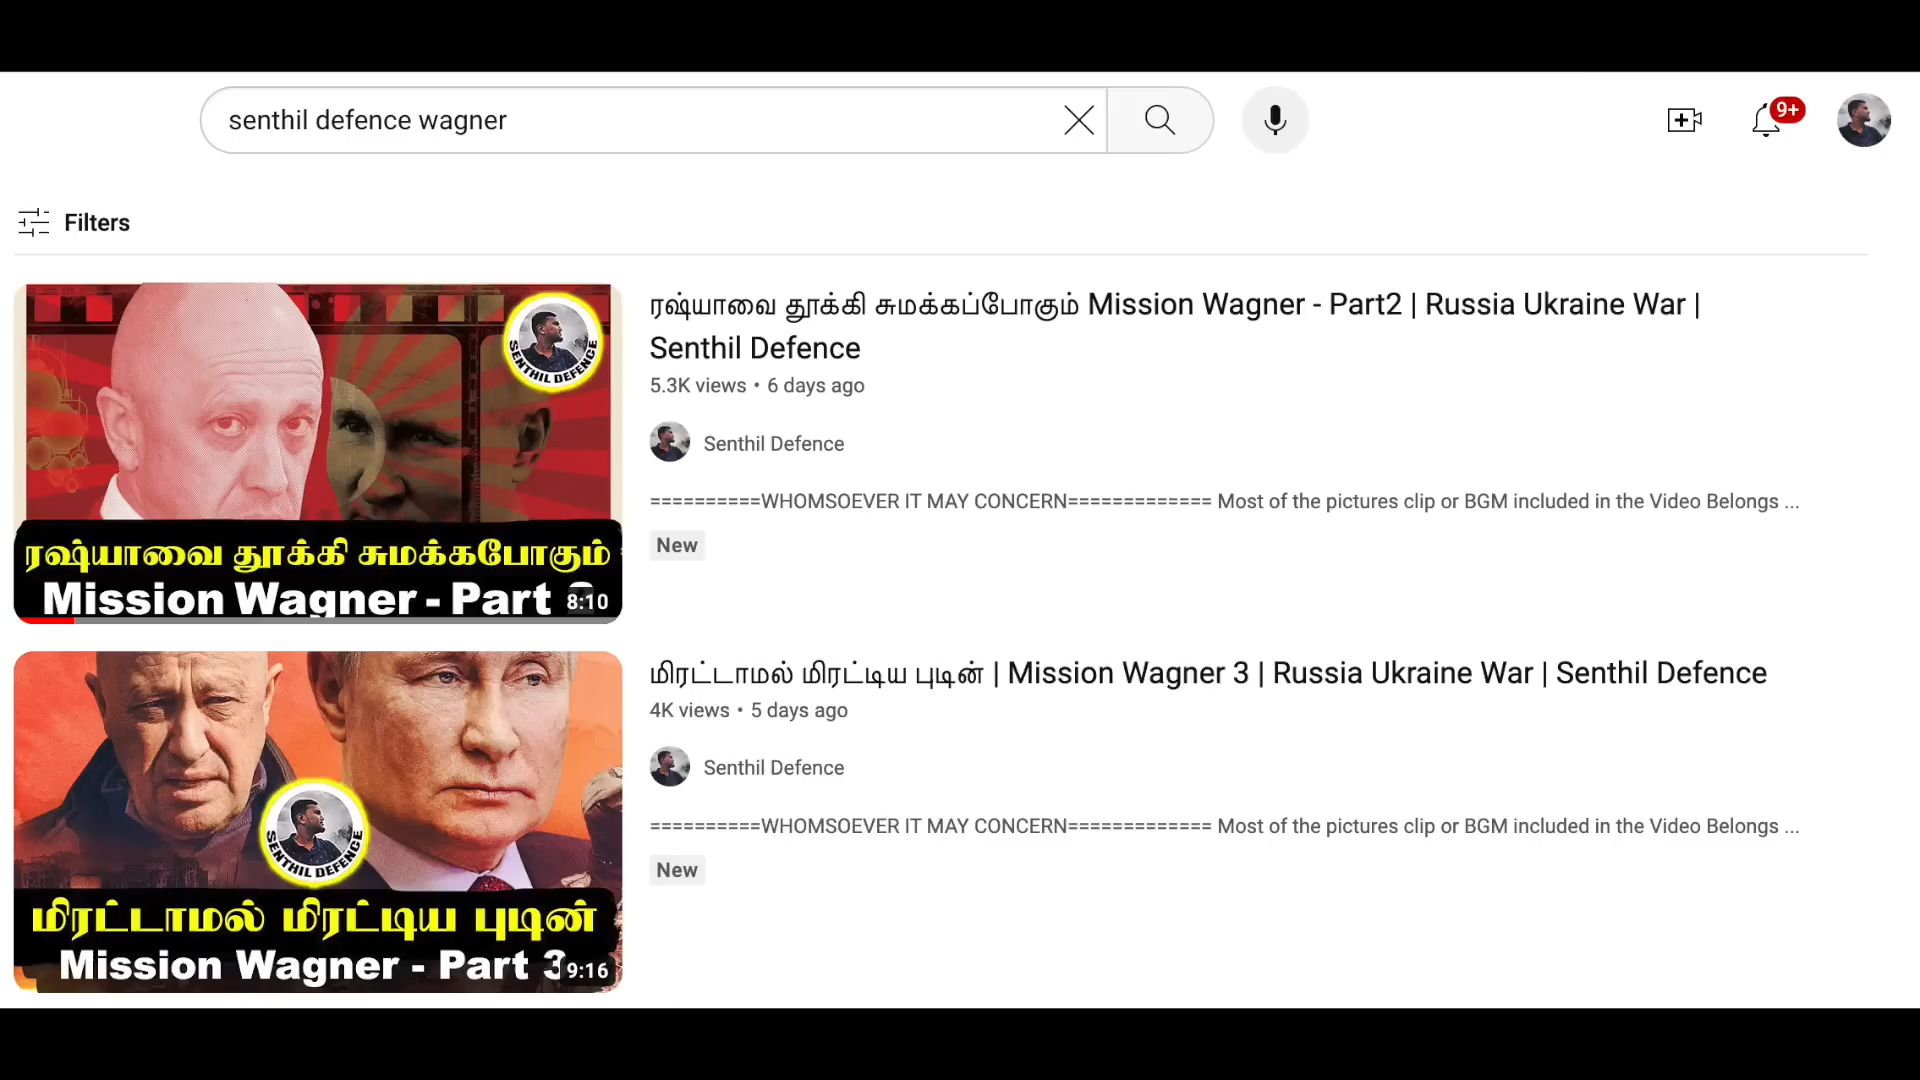 senthil defence wagner
9+
Filters
SENTHIL DEFENCE
ரஷ்யாவை தூக்கி சுமக்கபோகும்
Mission Wagner - Part
8:10
ரஷ்யாவை தூக்கி சுமக்கப்போகும் Mission Wagner - Part2 | Russia Ukraine War |
Senthil Defence
5.3K views • 6 days ago
Senthil Defence
==========WHOMSOEVER IT MAY CONCERN============= Most of the pictures clip or BGM included in the Video Belongs ...
New
SENTHIL DEFENCE
மிரட்டாமல் மிரட்டிய புடின்
Mission Wagner - Part 3
9:16
மிரட்டாமல் மிரட்டிய புடின் | Mission Wagner 3 | Russia Ukraine War | Senthil Defence
4K views • 5 days ago
Senthil Defence
==========WHOMSOEVER IT MAY CONCERN============= Most of the pictures clip or BGM included in the Video Belongs ...
New